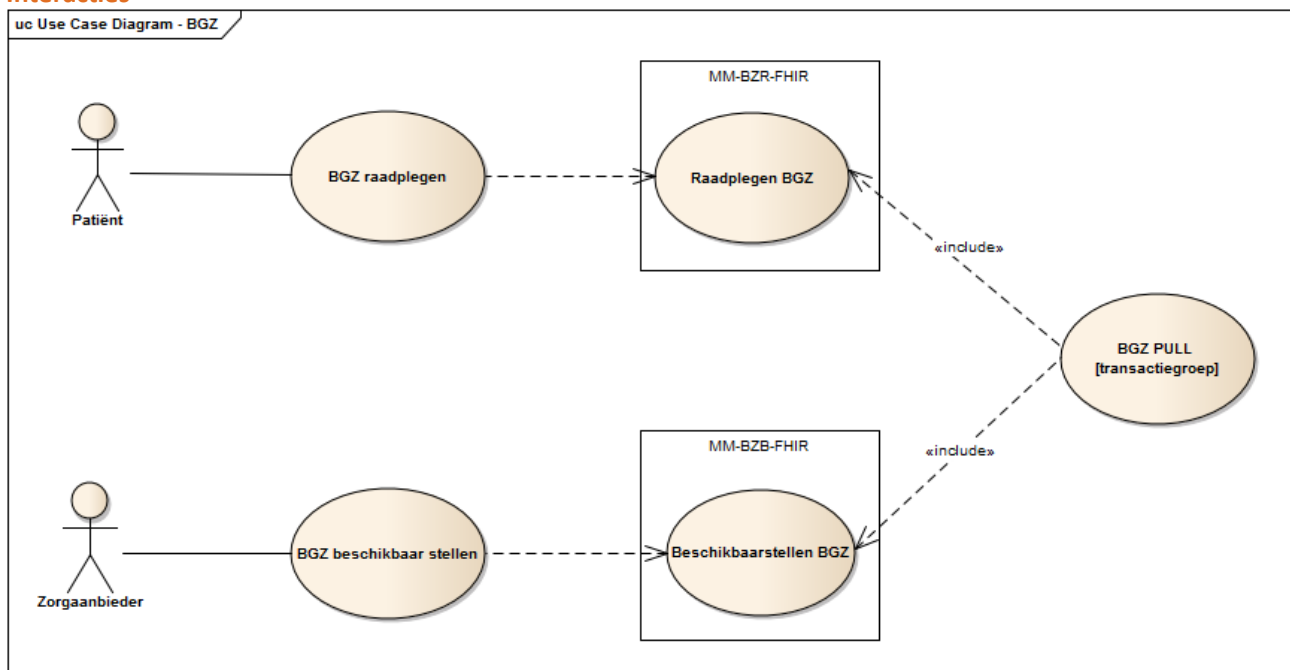 Interacties
uc Use Case Diagram - BGZ
MM-BZR-FHIR
Patiënt
BGZ raadplegen
Raadplegen BGZ
«include»
BGZ PULL
[transactiegroep]
«include»
MM-BZB-FHIR
Zorgaanbieder
BGZ beschikbaar stellen
Beschikbaarstellen BGZ